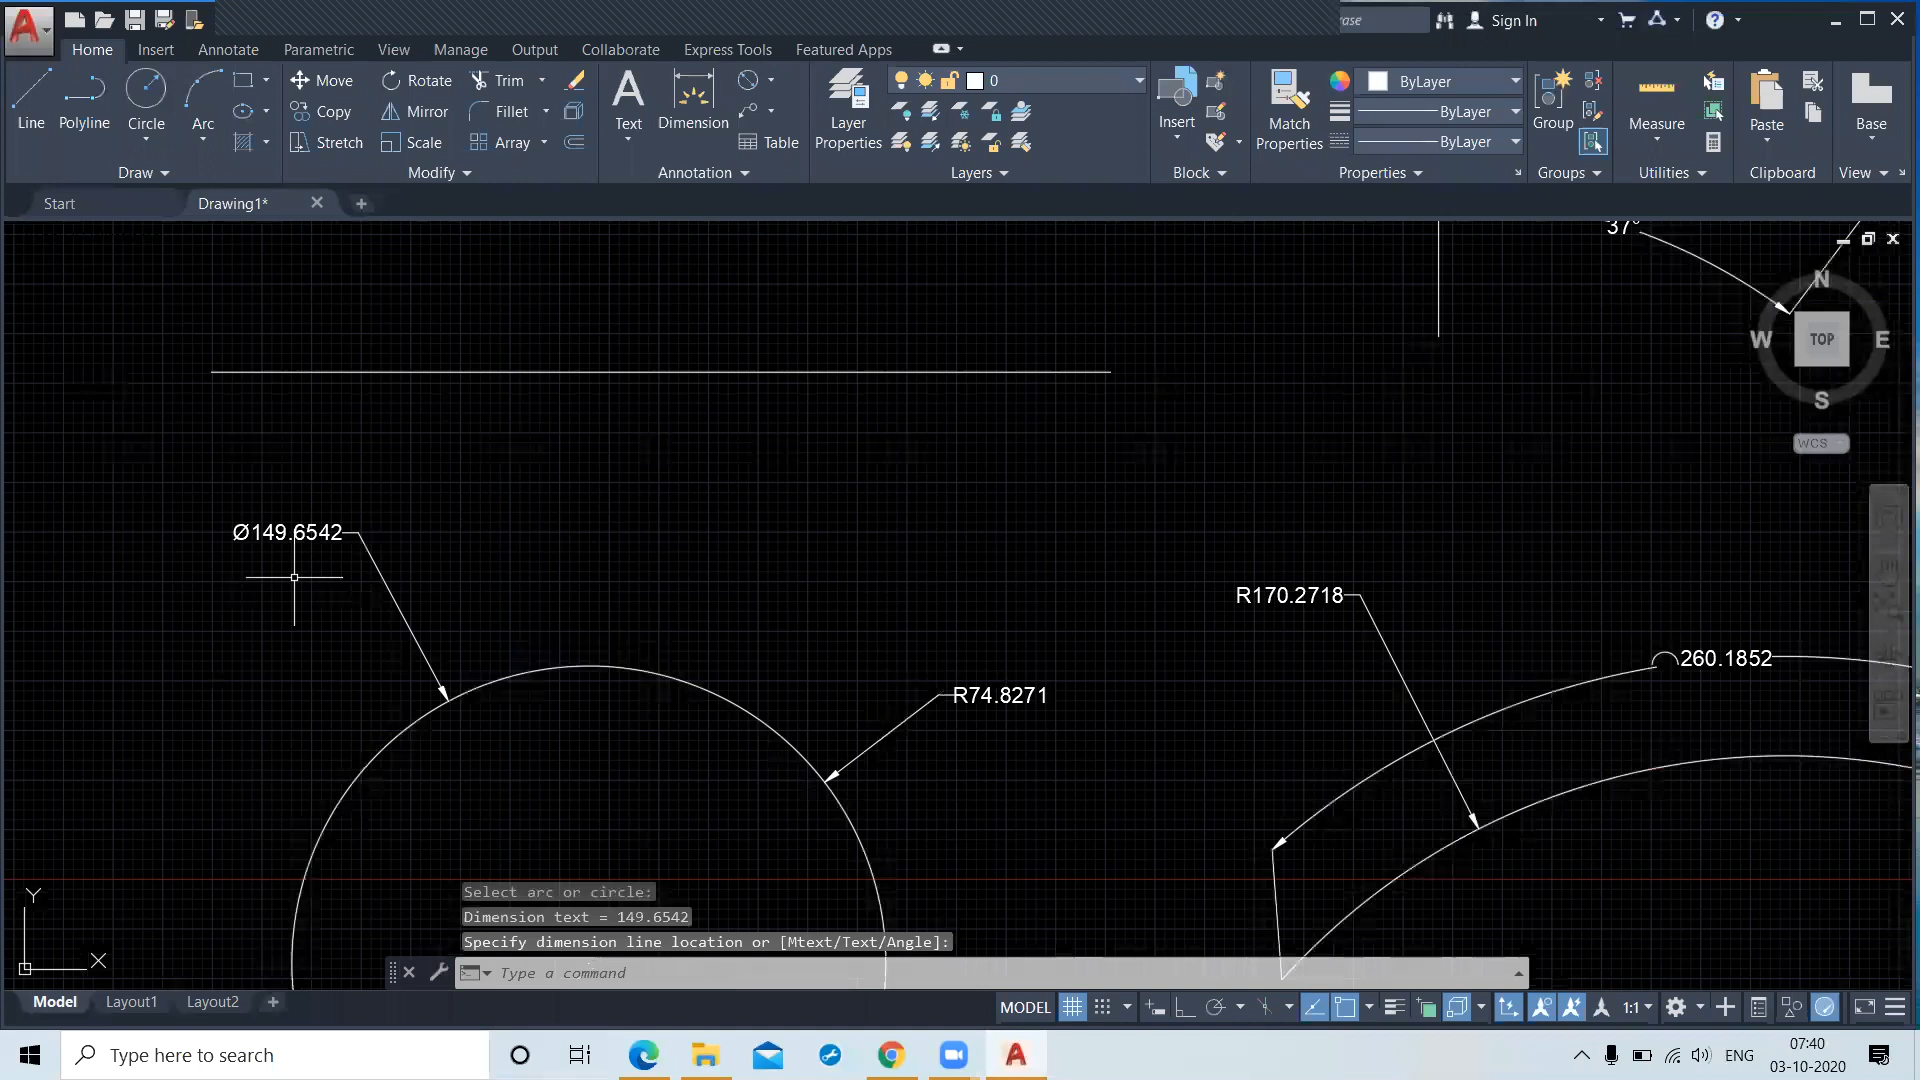 ase
Sign In
Home Insert Annotate Parametric View Manage Output Collaborate Express Tools Featured Apps
Line Polyline Circle Arc
Draw
Move Rotate Trim
Copy Mirror Fillet
Stretch Scale Array
Modify
Text Dimension Table
Annotation
Layer Properties
0
Layers
Insert
Block
Match Properties
ByLayer
ByLayer
ByLayer
Properties
Group
Groups
Measure
Utilities
Paste
Clipboard
Base
View
Start Drawing1*
37°
N
W TOP E
S
WCS
Ø149.6542
R170.2718
260.1852
R74.8271
Y
X
Select arc or circle:
Dimension text = 149.6542
Specify dimension line location or [Mtext/Text/Angle]:
Type a command
Model Layout1 Layout2
MODEL 1:1
Type here to search
ENG
07:40
03-10-2020